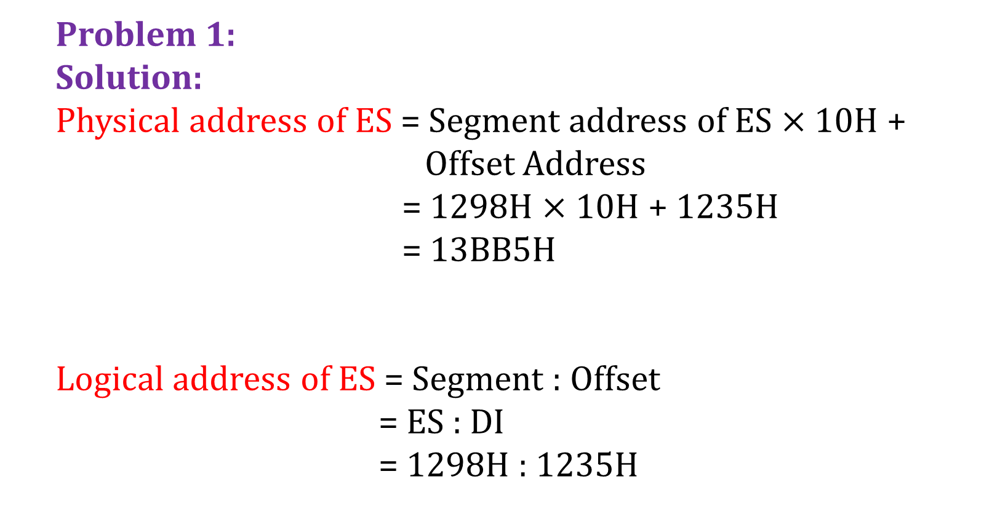 Problem 1:
Solution:
Physical address of ES = Segment address of ES × 10H +
Offset Address
= 1298H × 10H + 1235H
= 13BB5H
Logical address of ES = Segment : Offset
= ES : DI
= 1298H : 1235H